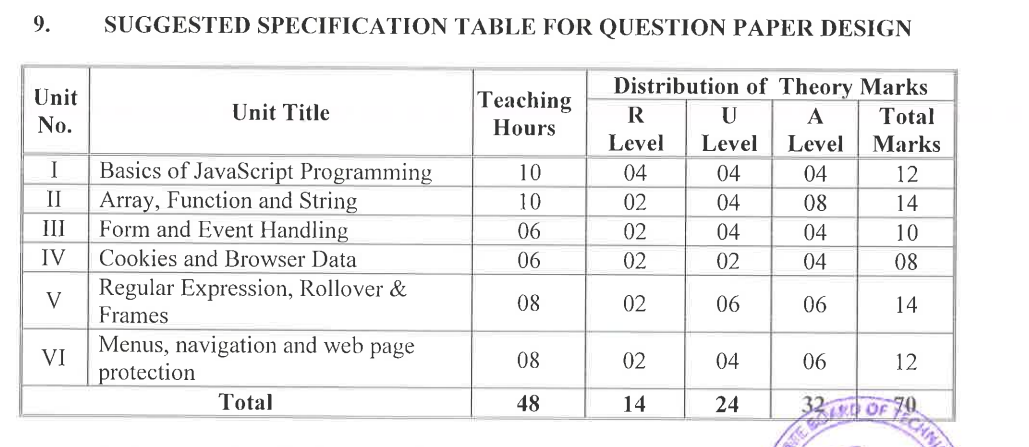 9. SUGGESTED SPECIFICATION TABLE FOR QUESTION PAPER DESIGN
Unit No. Unit Title Teaching Hours Distribution of Theory Marks
R Level U Level A Level Total Marks
I Basics of JavaScript Programming 10 04 04 04 12
II Array, Function and String 10 02 04 08 14
III Form and Event Handling 06 02 04 04 10
IV Cookies and Browser Data 06 02 02 04 08
V Regular Expression, Rollover & Frames 08 02 06 06 14
VI Menus, navigation and web page protection 08 02 04 06 12
Total 48 14 24 32 70
BOARD OF